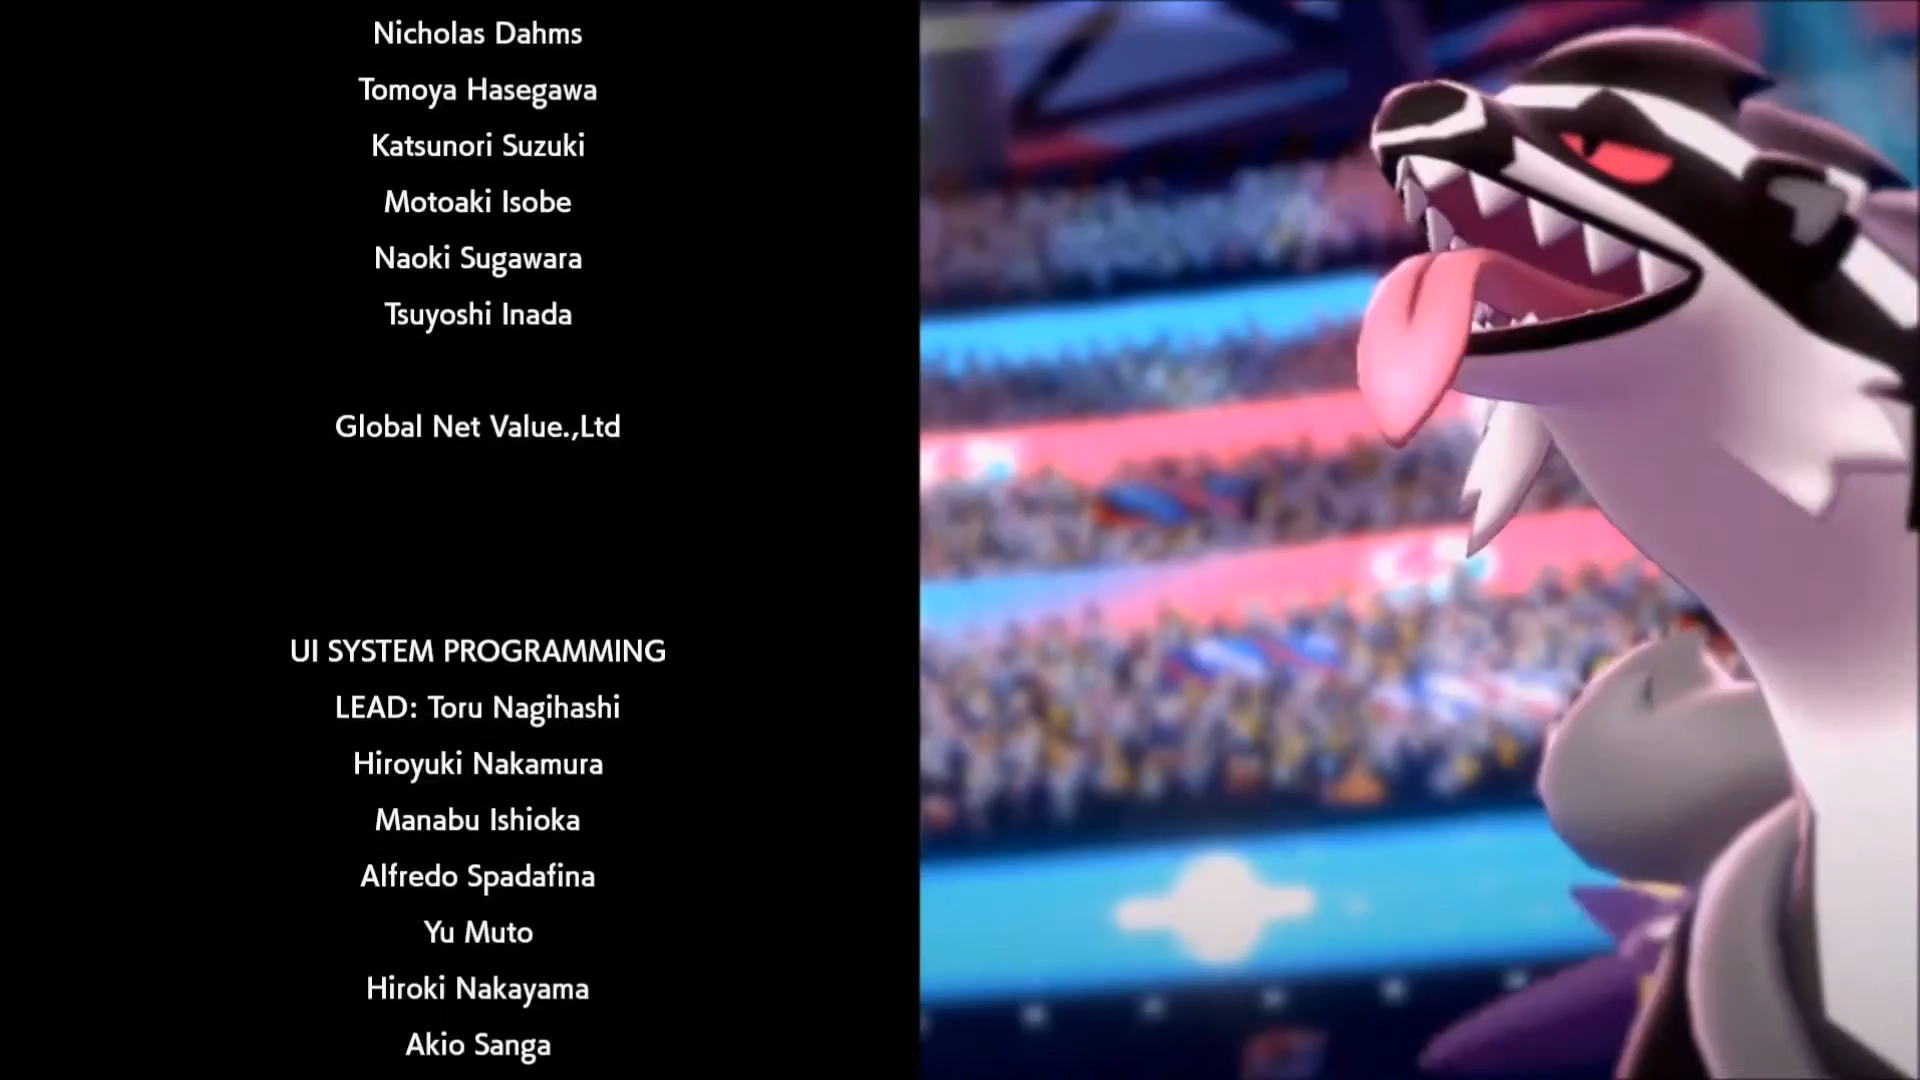 Nicholas Dahms
Tomoya Hasegawa
Katsunori Suzuki
Motoaki Isobe
Naoki Sugawara
Tsuyoshi Inada
Global Net Value.,Ltd
UI SYSTEM PROGRAMMING
LEAD: Toru Nagihashi
Hiroyuki Nakamura
Manabu Ishioka
Alfredo Spadafina
Yu Muto
Hiroki Nakayama
Akio Sanga